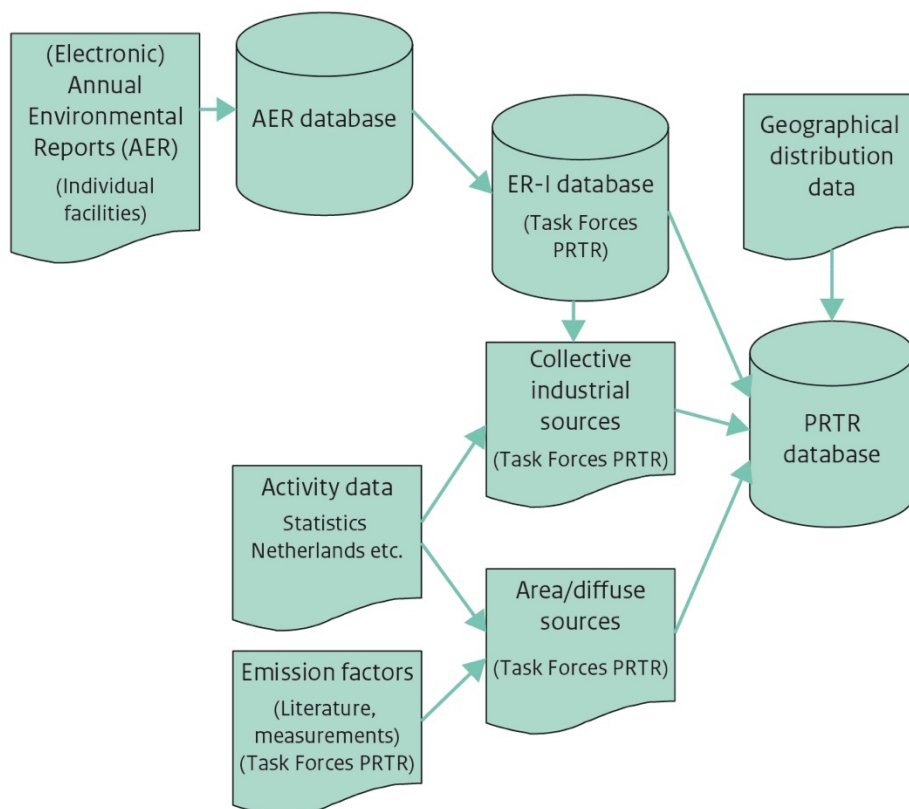 (Electronic)
Annual
Environmental
Reports (AER)
(Individual
facilities)
AER database
ER-I database
(Task Forces
PRTR)
Geographical
distribution
data
Collective
industrial
sources
(Task Forces PRTR)
PRTR
database
Activity data
Statistics
Netherlands etc.
Area/diffuse
sources
(Task Forces PRTR)
Emission factors
(Literature,
measurements)
(Task Forces PRTR)